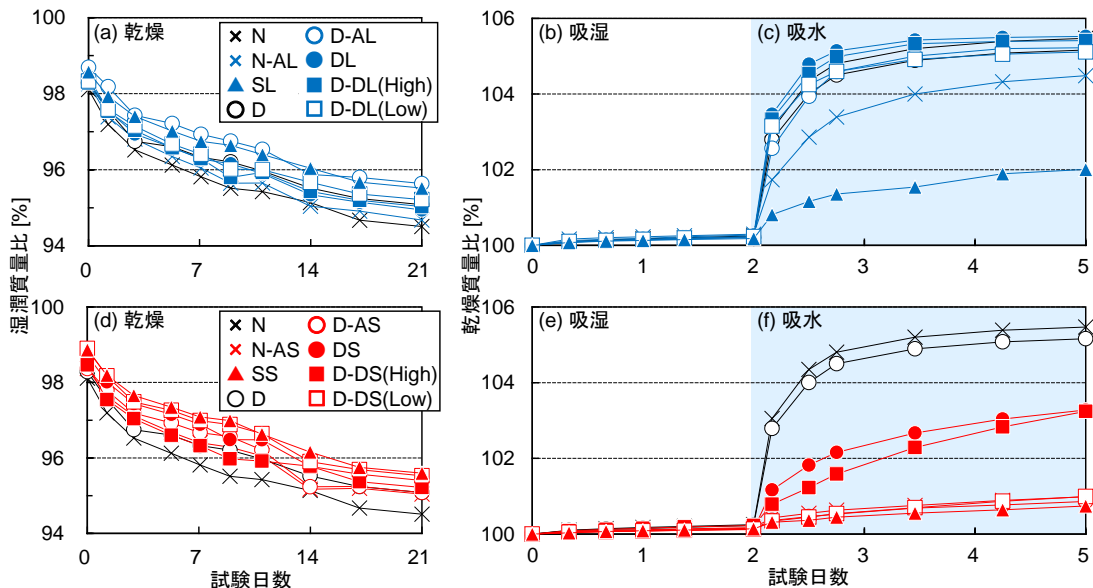 (a) 乾燥
N
N-AL
SL
D
D-AL
DL
D-DL(High)
D-DL(Low)
98
96
94
0 7 14 21
湿潤質量比 [%]
(b) 吸湿
(c) 吸水
106
104
102
100
0 1 2 3 4 5
乾燥質量比 [%]
(d) 乾燥
N
N-AS
SS
D
D-AS
DS
D-DS(High)
D-DS(Low)
98
96
94
0 7 14 21
試験日数
(e) 吸湿
(f) 吸水
106
104
102
100
0 1 2 3 4 5
試験日数